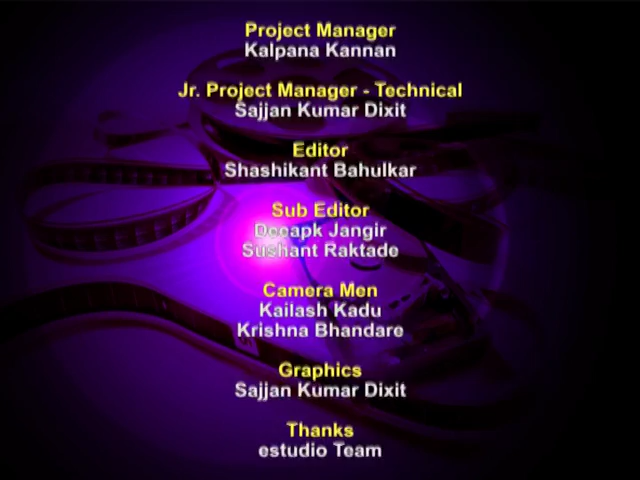 Project Manager
Kalpana Kannan
Jr. Project Manager - Technical
Sajjan Kumar Dixit
Editor
Shashikant Bahulkar
Sub Editor
Deeapk Jangir
Sushant Raktade
Camera Men
Kailash Kadu
Krishna Bhandare
Graphics
Sajjan Kumar Dixit
Thanks
estudio Team